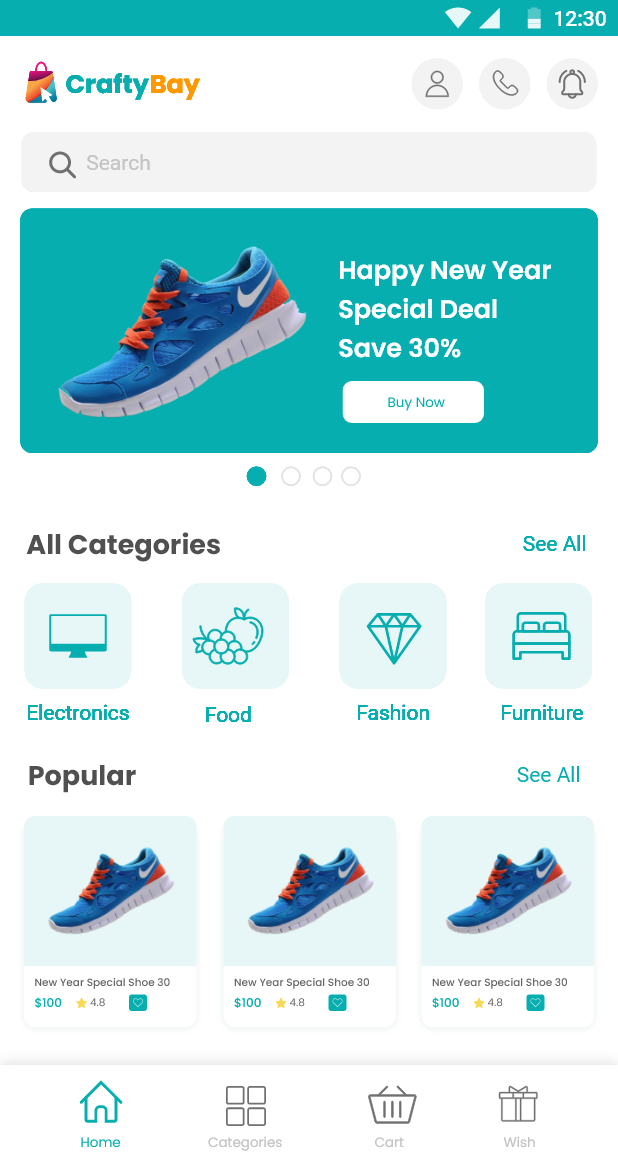 12:30
CraftyBay
Search
Happy New Year
Special Deal
Save 30%
Buy Now
All Categories
See All
Electronics
Food
Fashion
Furniture
Popular
See All
New Year Special Shoe 30
$100
4.8
New Year Special Shoe 30
$100
4.8
New Year Special Shoe 30
$100
4.8
Home
Categories
Cart
Wish